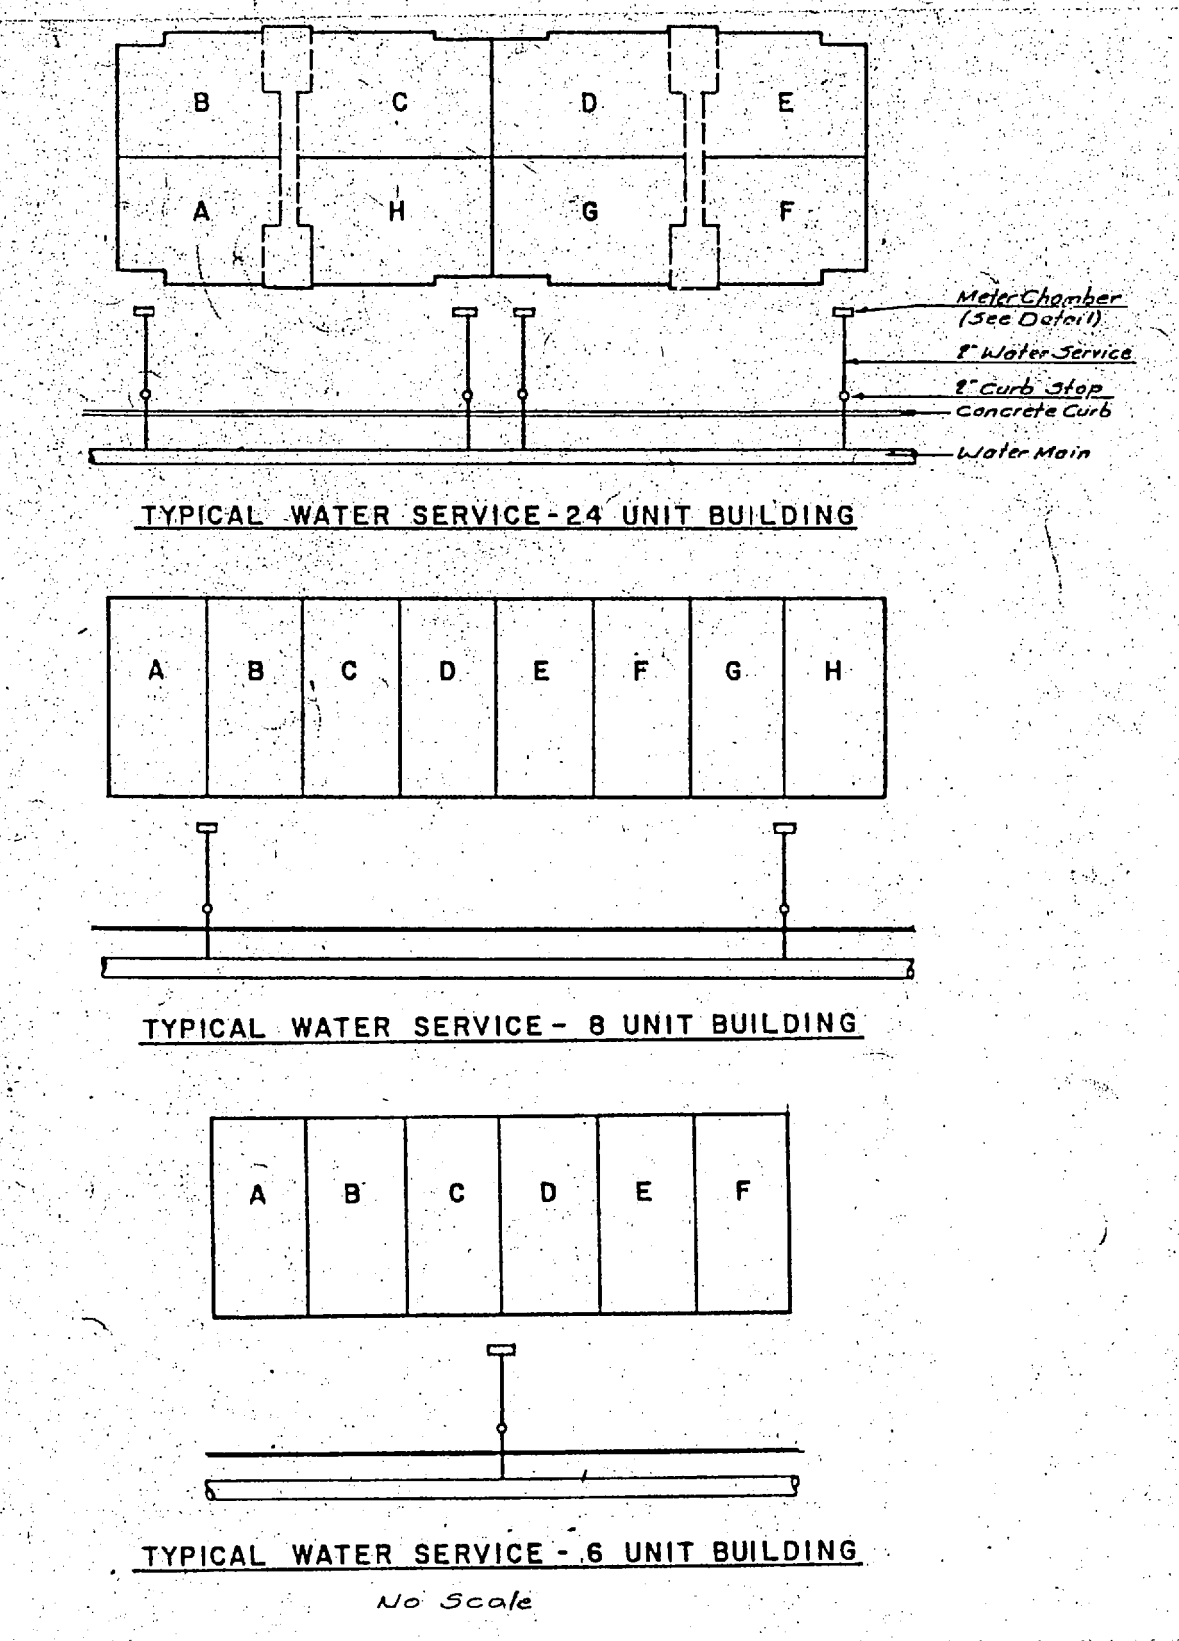 B C D E
A H G F
Meter Chamber
(See Detail)
2" Water Service
2" Curb Stop
Concrete Curb
Water Main
TYPICAL WATER SERVICE-24 UNIT BUILDING
A B C D E F G H
TYPICAL WATER SERVICE- 8 UNIT BUILDING
A B C D E F
TYPICAL WATER SERVICE - 6 UNIT BUILDING
No Scale